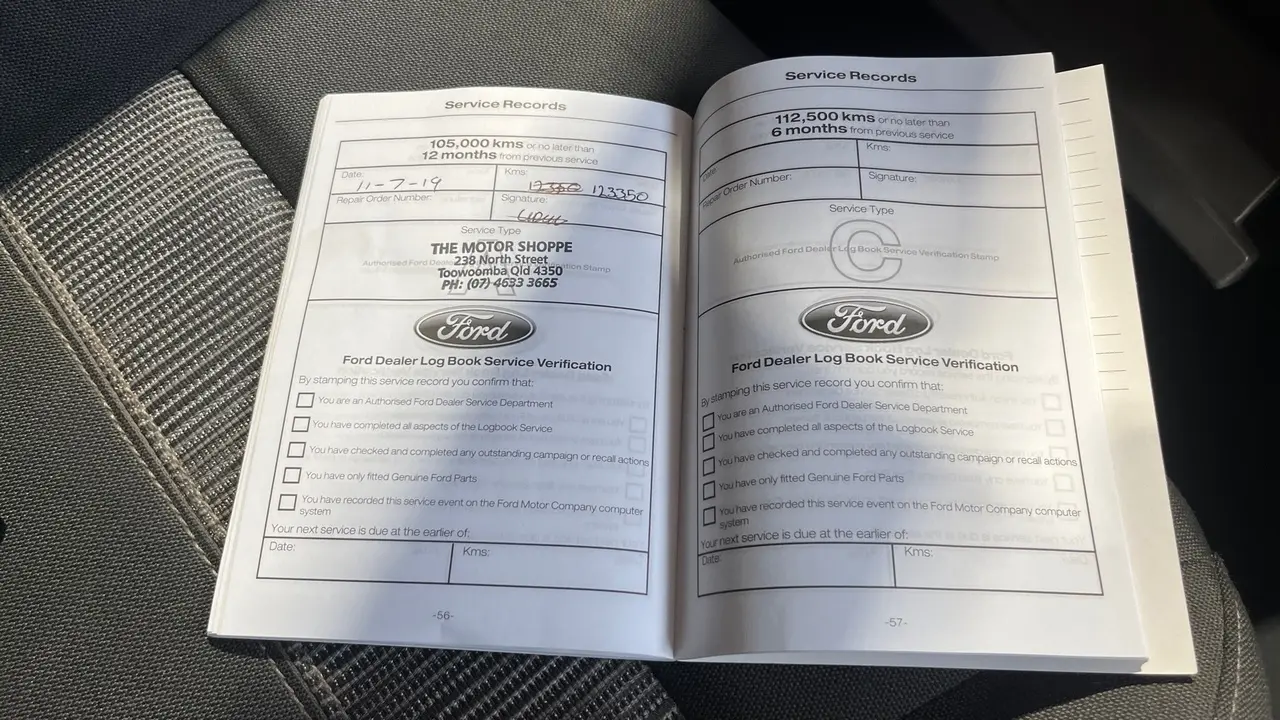 Service Records
105,000 kms or no later than
12 months from previous service
Date:
11-7-19
Kms:
123350
Repair Order Number:
Signature:
Service Type
THE MOTOR SHOPPE
238 North Street
Authorised Ford Dealer Log Book Service Verification Stamp
Toowoomba Qld 4350
PH: (07) 4633 3665
A
Ford
Ford Dealer Log Book Service Verification
By stamping this service record you confirm that:
You are an Authorised Ford Dealer Service Department
You have completed all aspects of the Logbook Service
You have checked and completed any outstanding campaign or recall actions
You have only fitted Genuine Ford Parts
You have recorded this service event on the Ford Motor Company computer
system
Your next service is due at the earlier of:
Date:
Kms:
-56-
Service Records
112,500 kms or no later than
6 months from previous service
Date:
Kms:
Repair Order Number:
Signature:
Service Type
C
Authorised Ford Dealer Log Book Service Verification Stamp
Ford
Ford Dealer Log Book Service Verification
By stamping this service record you confirm that:
You are an Authorised Ford Dealer Service Department
You have completed all aspects of the Logbook Service
You have checked and completed any outstanding campaign or recall actions
You have only fitted Genuine Ford Parts
You have recorded this service event on the Ford Motor Company computer
system
Your next service is due at the earlier of:
Date:
Kms:
-57-